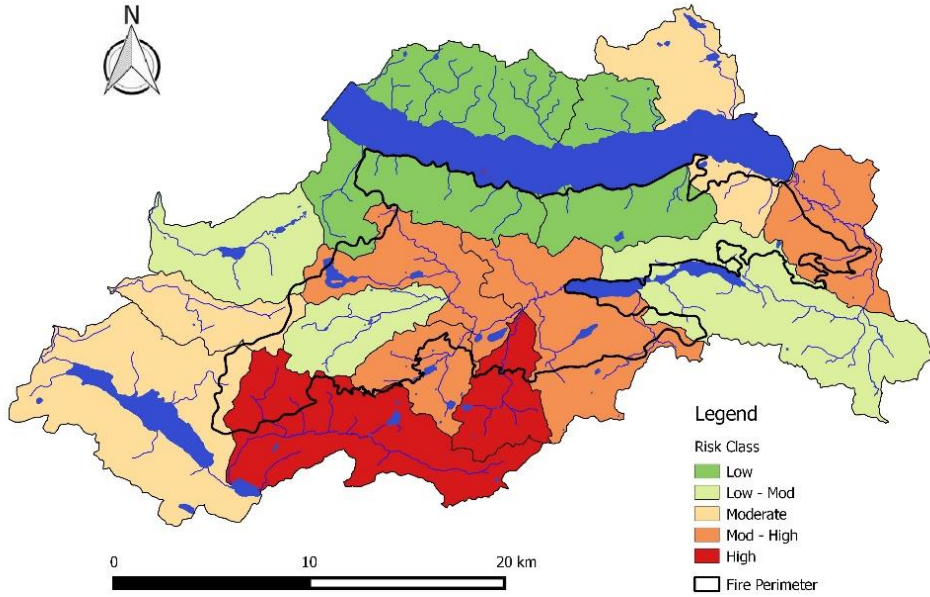 N
Legend
Risk Class
Low
Low - Mod
Moderate
Mod - High
High
Fire Perimeter
0 10 20 km